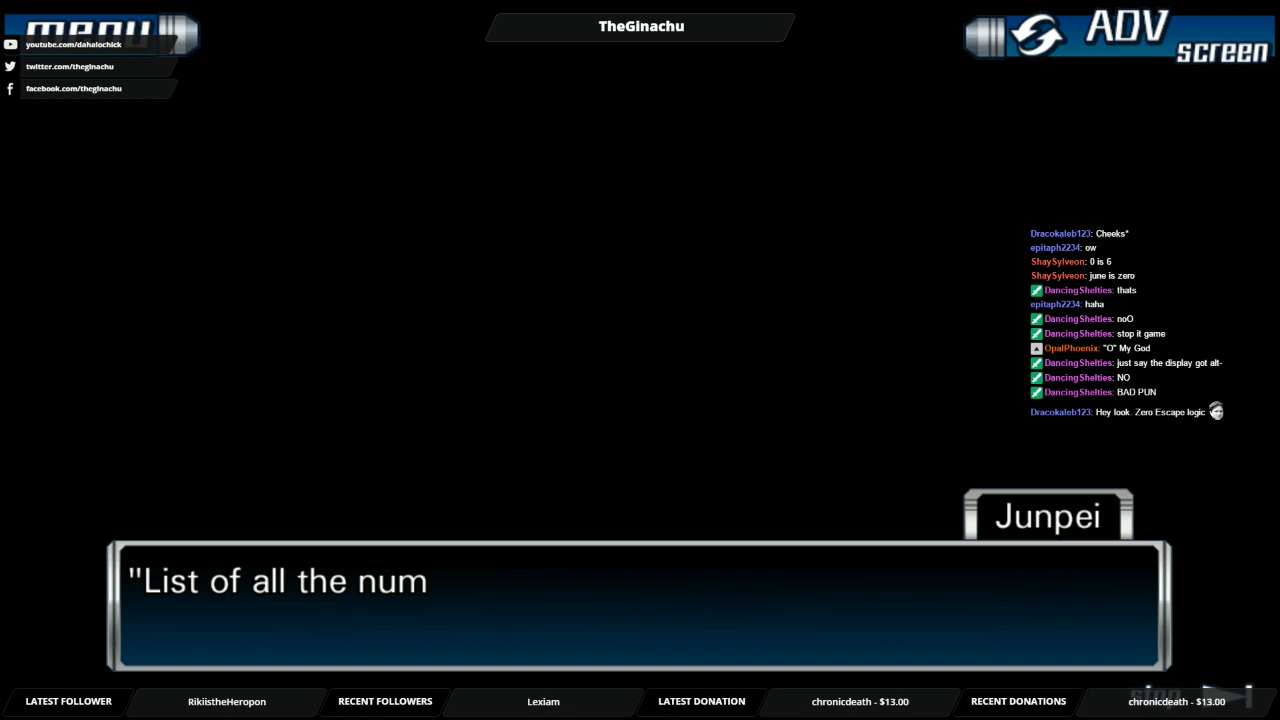 menu
youtube.com/dahalochick
twitter.com/theginachu
facebook.com/theginachu
TheGinachu
ADV
screen
Dracokaleb123: Cheeks*
epitaph2234: ow
ShaySylveon: 0 is 6
ShaySylveon: june is zero
DancingShelties: thats
epitaph2234: haha
DancingShelties: noO
DancingShelties: stop it game
OpalPhoenix: "O" My God
DancingShelties: just say the display got alt-
DancingShelties: NO
DancingShelties: BAD PUN
Dracokaleb123: Hey look. Zero Escape logic
Junpei
"List of all the num
stop
LATEST FOLLOWER RikiistheHeropon RECENT FOLLOWERS Lexiam LATEST DONATION chronicdeath - $13.00 RECENT DONATIONS chronicdeath - $13.00